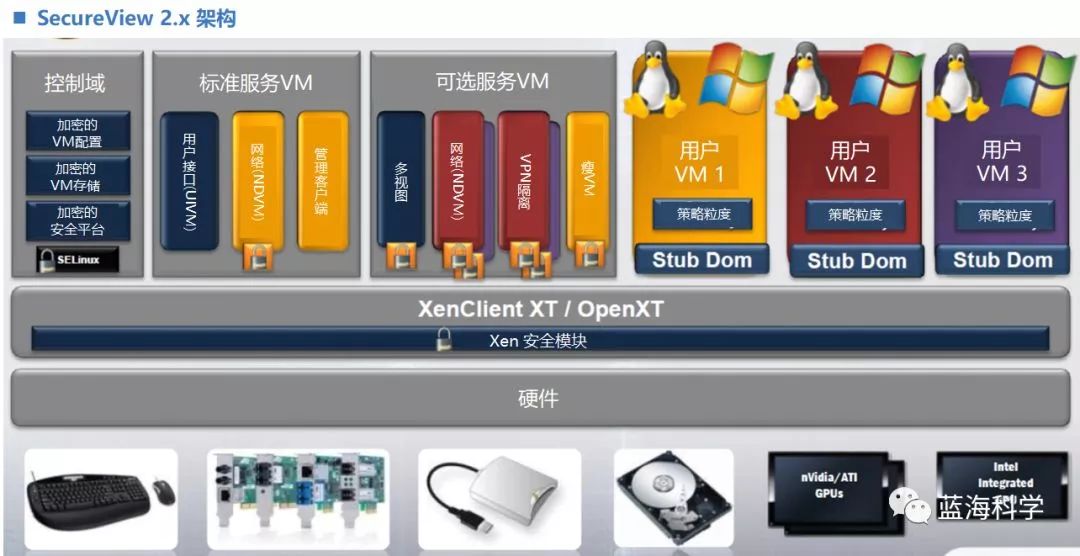 SecureView 2.x 架构
控制域
加密的
VM配置
加密的
VM存储
加密的
安全平台
SELinux
标准服务VM
用户接口(UIVM)
网络(NDVM)
管理客户端
可选服务VM
多视图
网络(NDVM)
VPN隔离
瘦VM
用户
VM 1
策略粒度
Stub Dom
用户
VM 2
策略粒度
Stub Dom
用户
VM 3
策略粒度
Stub Dom
XenClient XT / OpenXT
Xen 安全模块
硬件
nVidia/ATI
GPUs
Intel
Integrated
蓝海科学